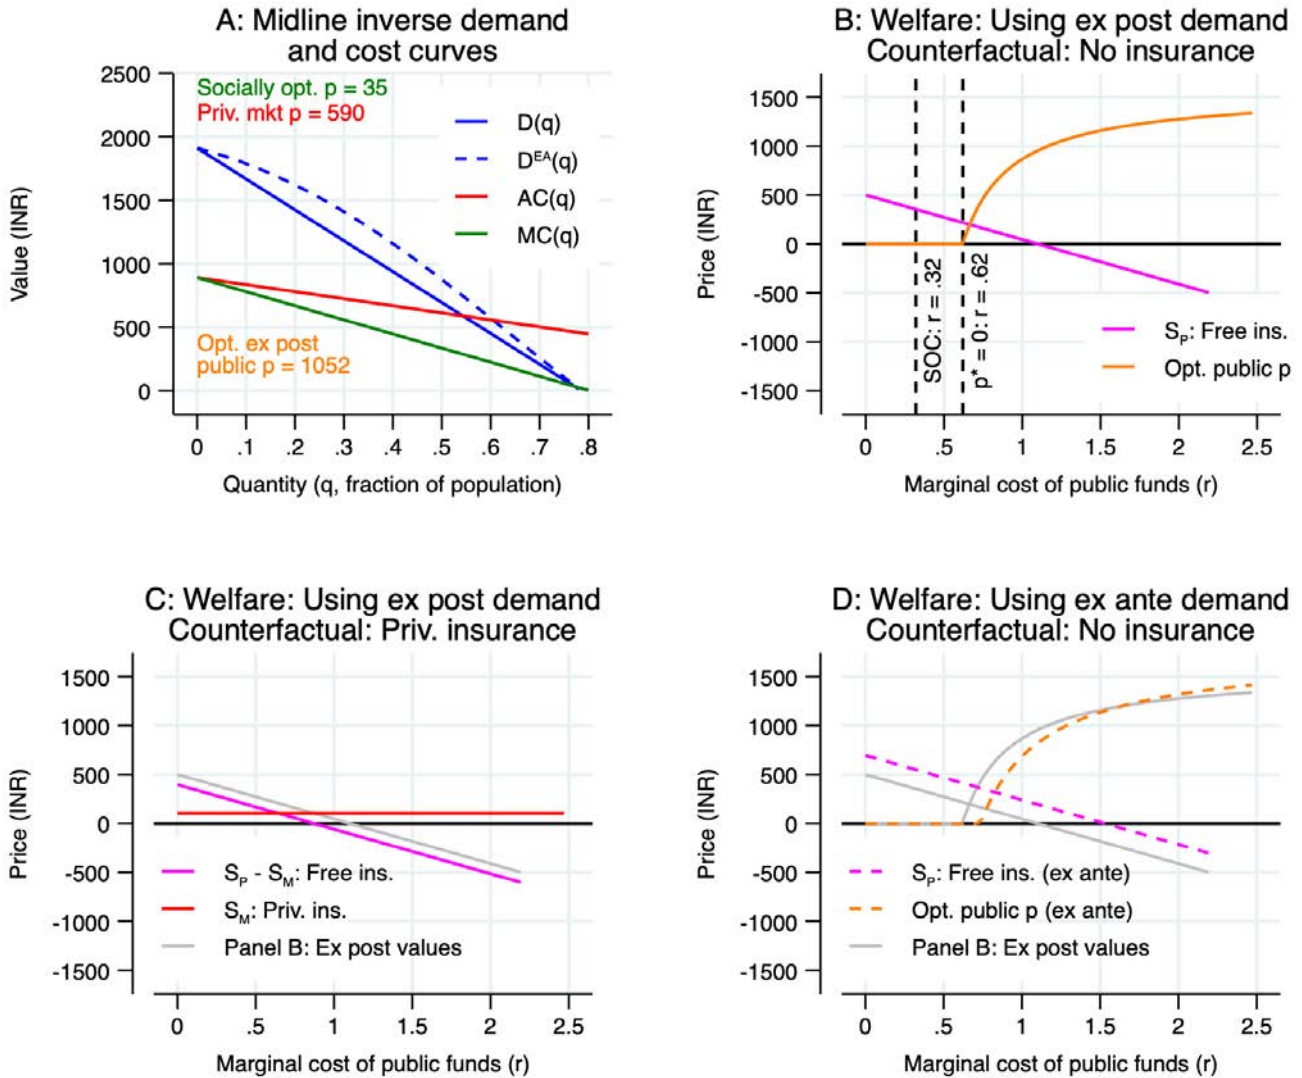 A: Midline inverse demand
and cost curves
Value (INR)
2500
2000
1500
1000
500
0
Socially opt. p = 35
Priv. mkt p = 590
D(q)
D^EA(q)
AC(q)
MC(q)
Opt. ex post
public p = 1052
0 .1 .2 .3 .4 .5 .6 .7 .8
Quantity (q, fraction of population)
B: Welfare: Using ex post demand
Counterfactual: No insurance
Price (INR)
1500
1000
500
0
-500
-1000
-1500
SOC: r = .32
p* = 0: r = .62
S_P: Free ins.
Opt. public p
0 .5 1 1.5 2 2.5
Marginal cost of public funds (r)
C: Welfare: Using ex post demand
Counterfactual: Priv. insurance
Price (INR)
1500
1000
500
0
-500
-1000
-1500
S_P - S_M: Free ins.
S_M: Priv. ins.
Panel B: Ex post values
0 .5 1 1.5 2 2.5
Marginal cost of public funds (r)
D: Welfare: Using ex ante demand
Counterfactual: No insurance
Price (INR)
1500
1000
500
0
-500
-1000
-1500
S_P: Free ins. (ex ante)
Opt. public p (ex ante)
Panel B: Ex post values
0 .5 1 1.5 2 2.5
Marginal cost of public funds (r)